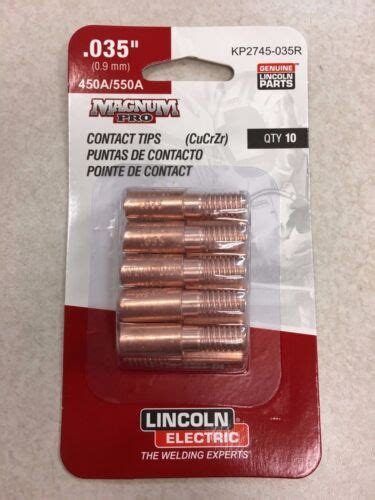 .035"
(0.9 mm)
450A/550A
KP2745-035R
GENUINE
LINCOLN
PARTS
MAGNUM
PRO
CONTACT TIPS (CuCrZr)
PUNTAS DE CONTACTO
POINTE DE CONTACT
QTY 10
LINCOLN
ELECTRIC
THE WELDING EXPERTS